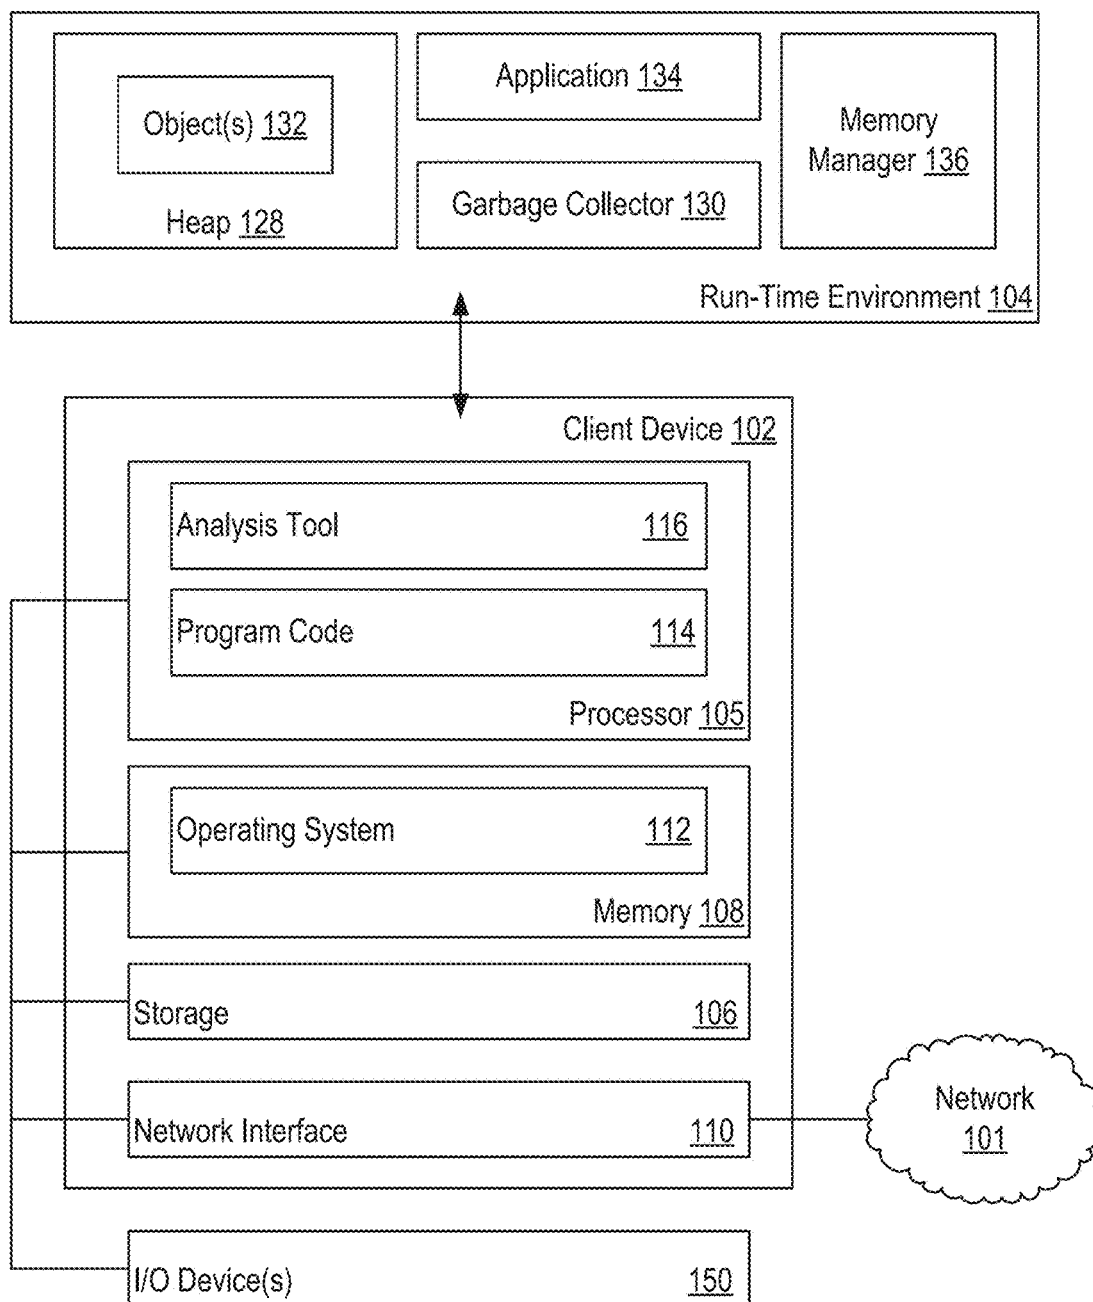 Object(s) 132
Heap 128
Application 134
Garbage Collector 130
Memory
Manager 136
Run-Time Environment 104
Client Device 102
Analysis Tool 116
Program Code 114
Processor 105
Operating System 112
Memory 108
Storage 106
Network Interface 110
Network
101
I/O Device(s) 150